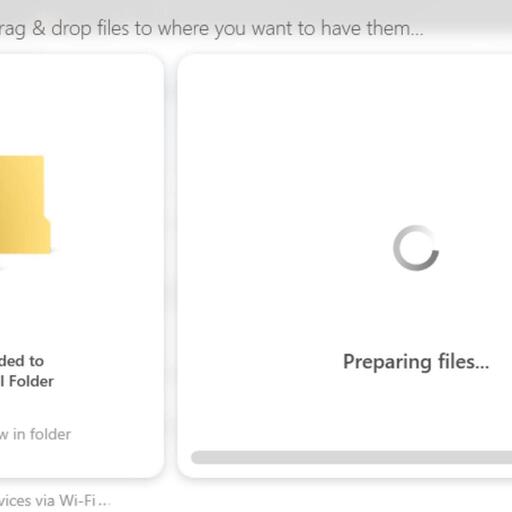 rag & drop files to where you want to have them...
ded to
l Folder
w in folder
Preparing files...
vices via Wi-Fi...